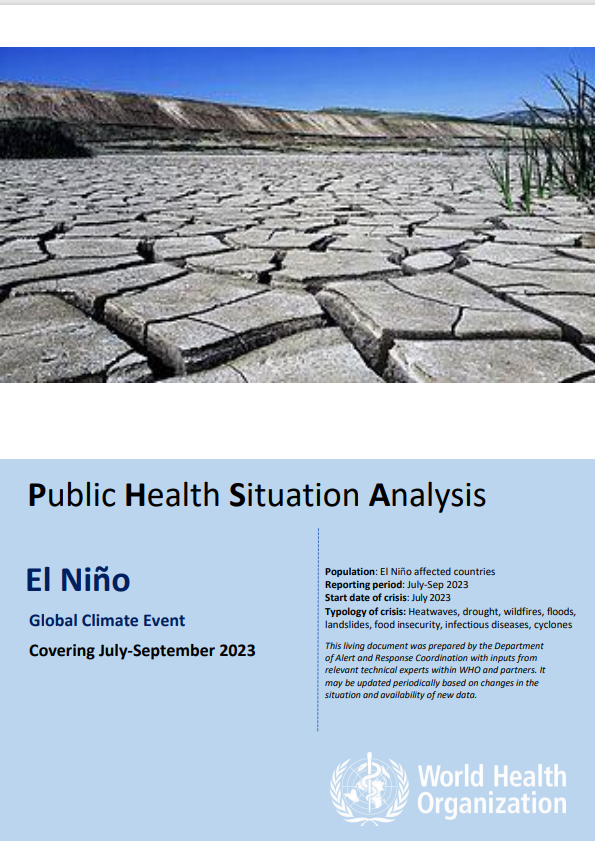 Public Health Situation Analysis
El Niño
Global Climate Event
Covering July-September 2023
Population: El Niño affected countries
Reporting period: July-Sep 2023
Start date of crisis: July 2023
Typology of crisis: Heatwaves, drought, wildfires, floods,
landslides, food insecurity, infectious diseases, cyclones
This living document was prepared by the Department
of Alert and Response Coordination with inputs from
relevant technical experts within WHO and partners. It
may be updated periodically based on changes in the
situation and availability of new data.
World Health
Organization